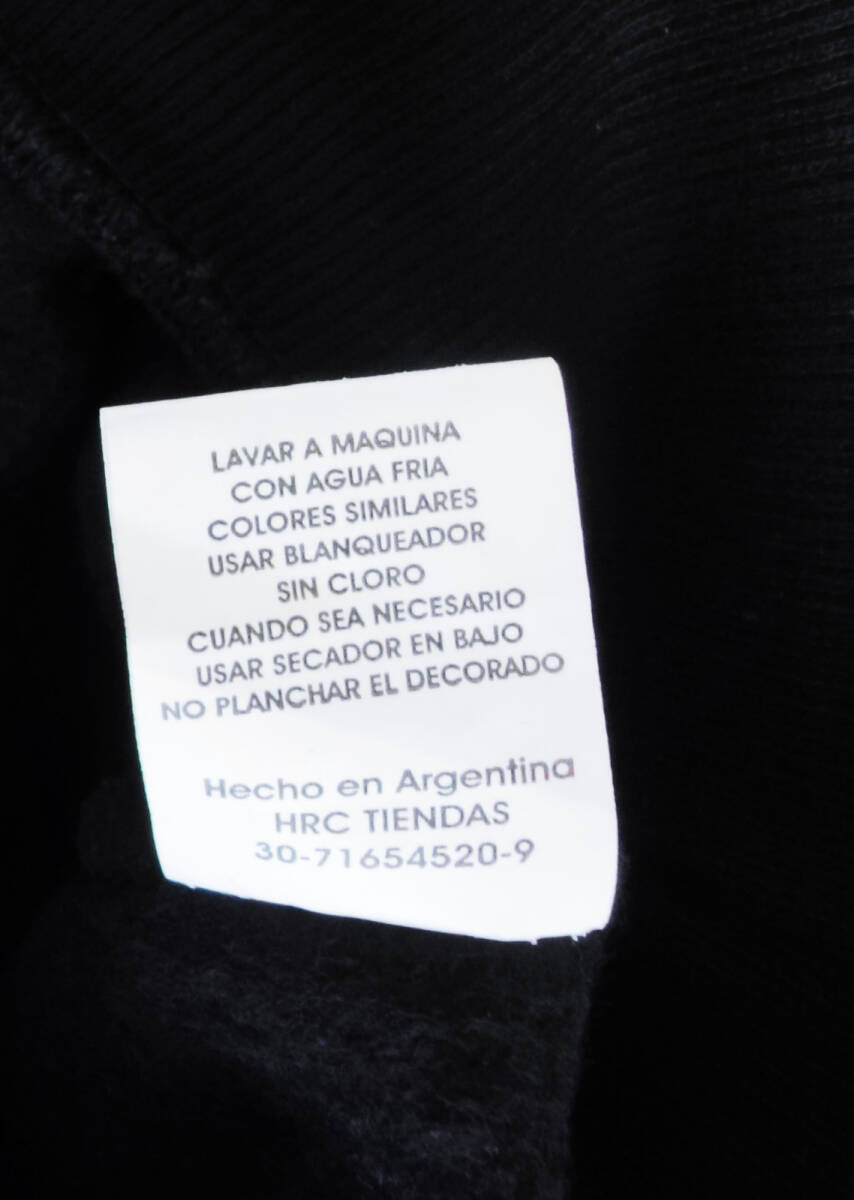 LAVAR A MAQUINA
CON AGUA FRIA
COLORES SIMILARES
USAR BLANQUEADOR
SIN CLORO
CUANDO SEA NECESARIO
USAR SECADOR EN BAJO
NO PLANCHAR EL DECORADO
Hecho en Argentina
HRC TIENDAS
30-71654520-9